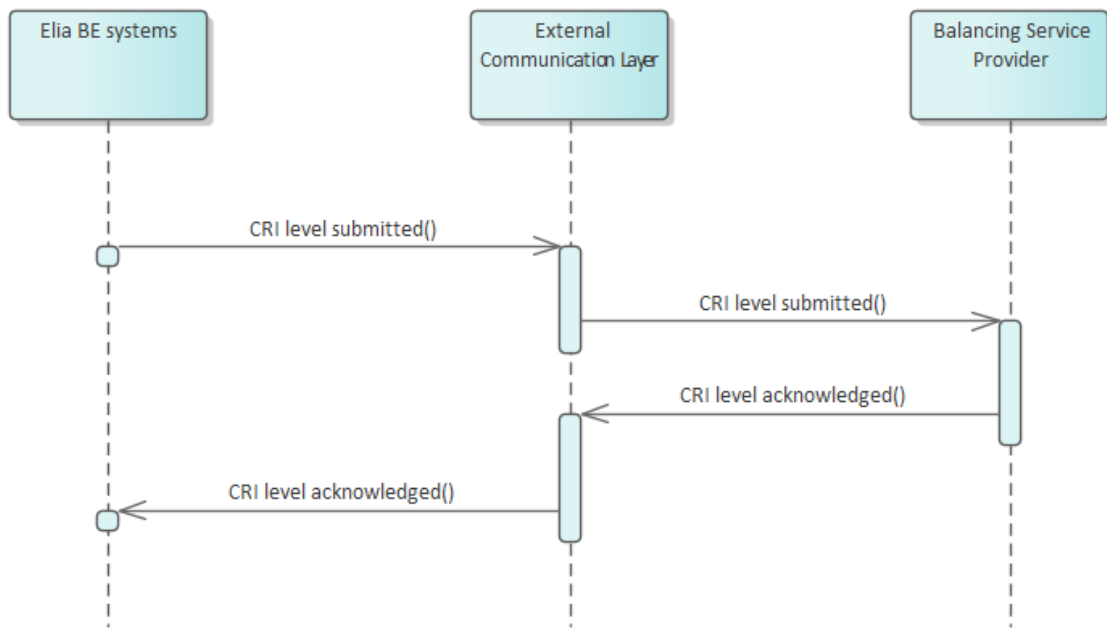 Elia BE systems
External
Communication Layer
Balancing Service
Provider
CRI level submitted()
CRI level submitted()
CRI level acknowledged()
CRI level acknowledged()